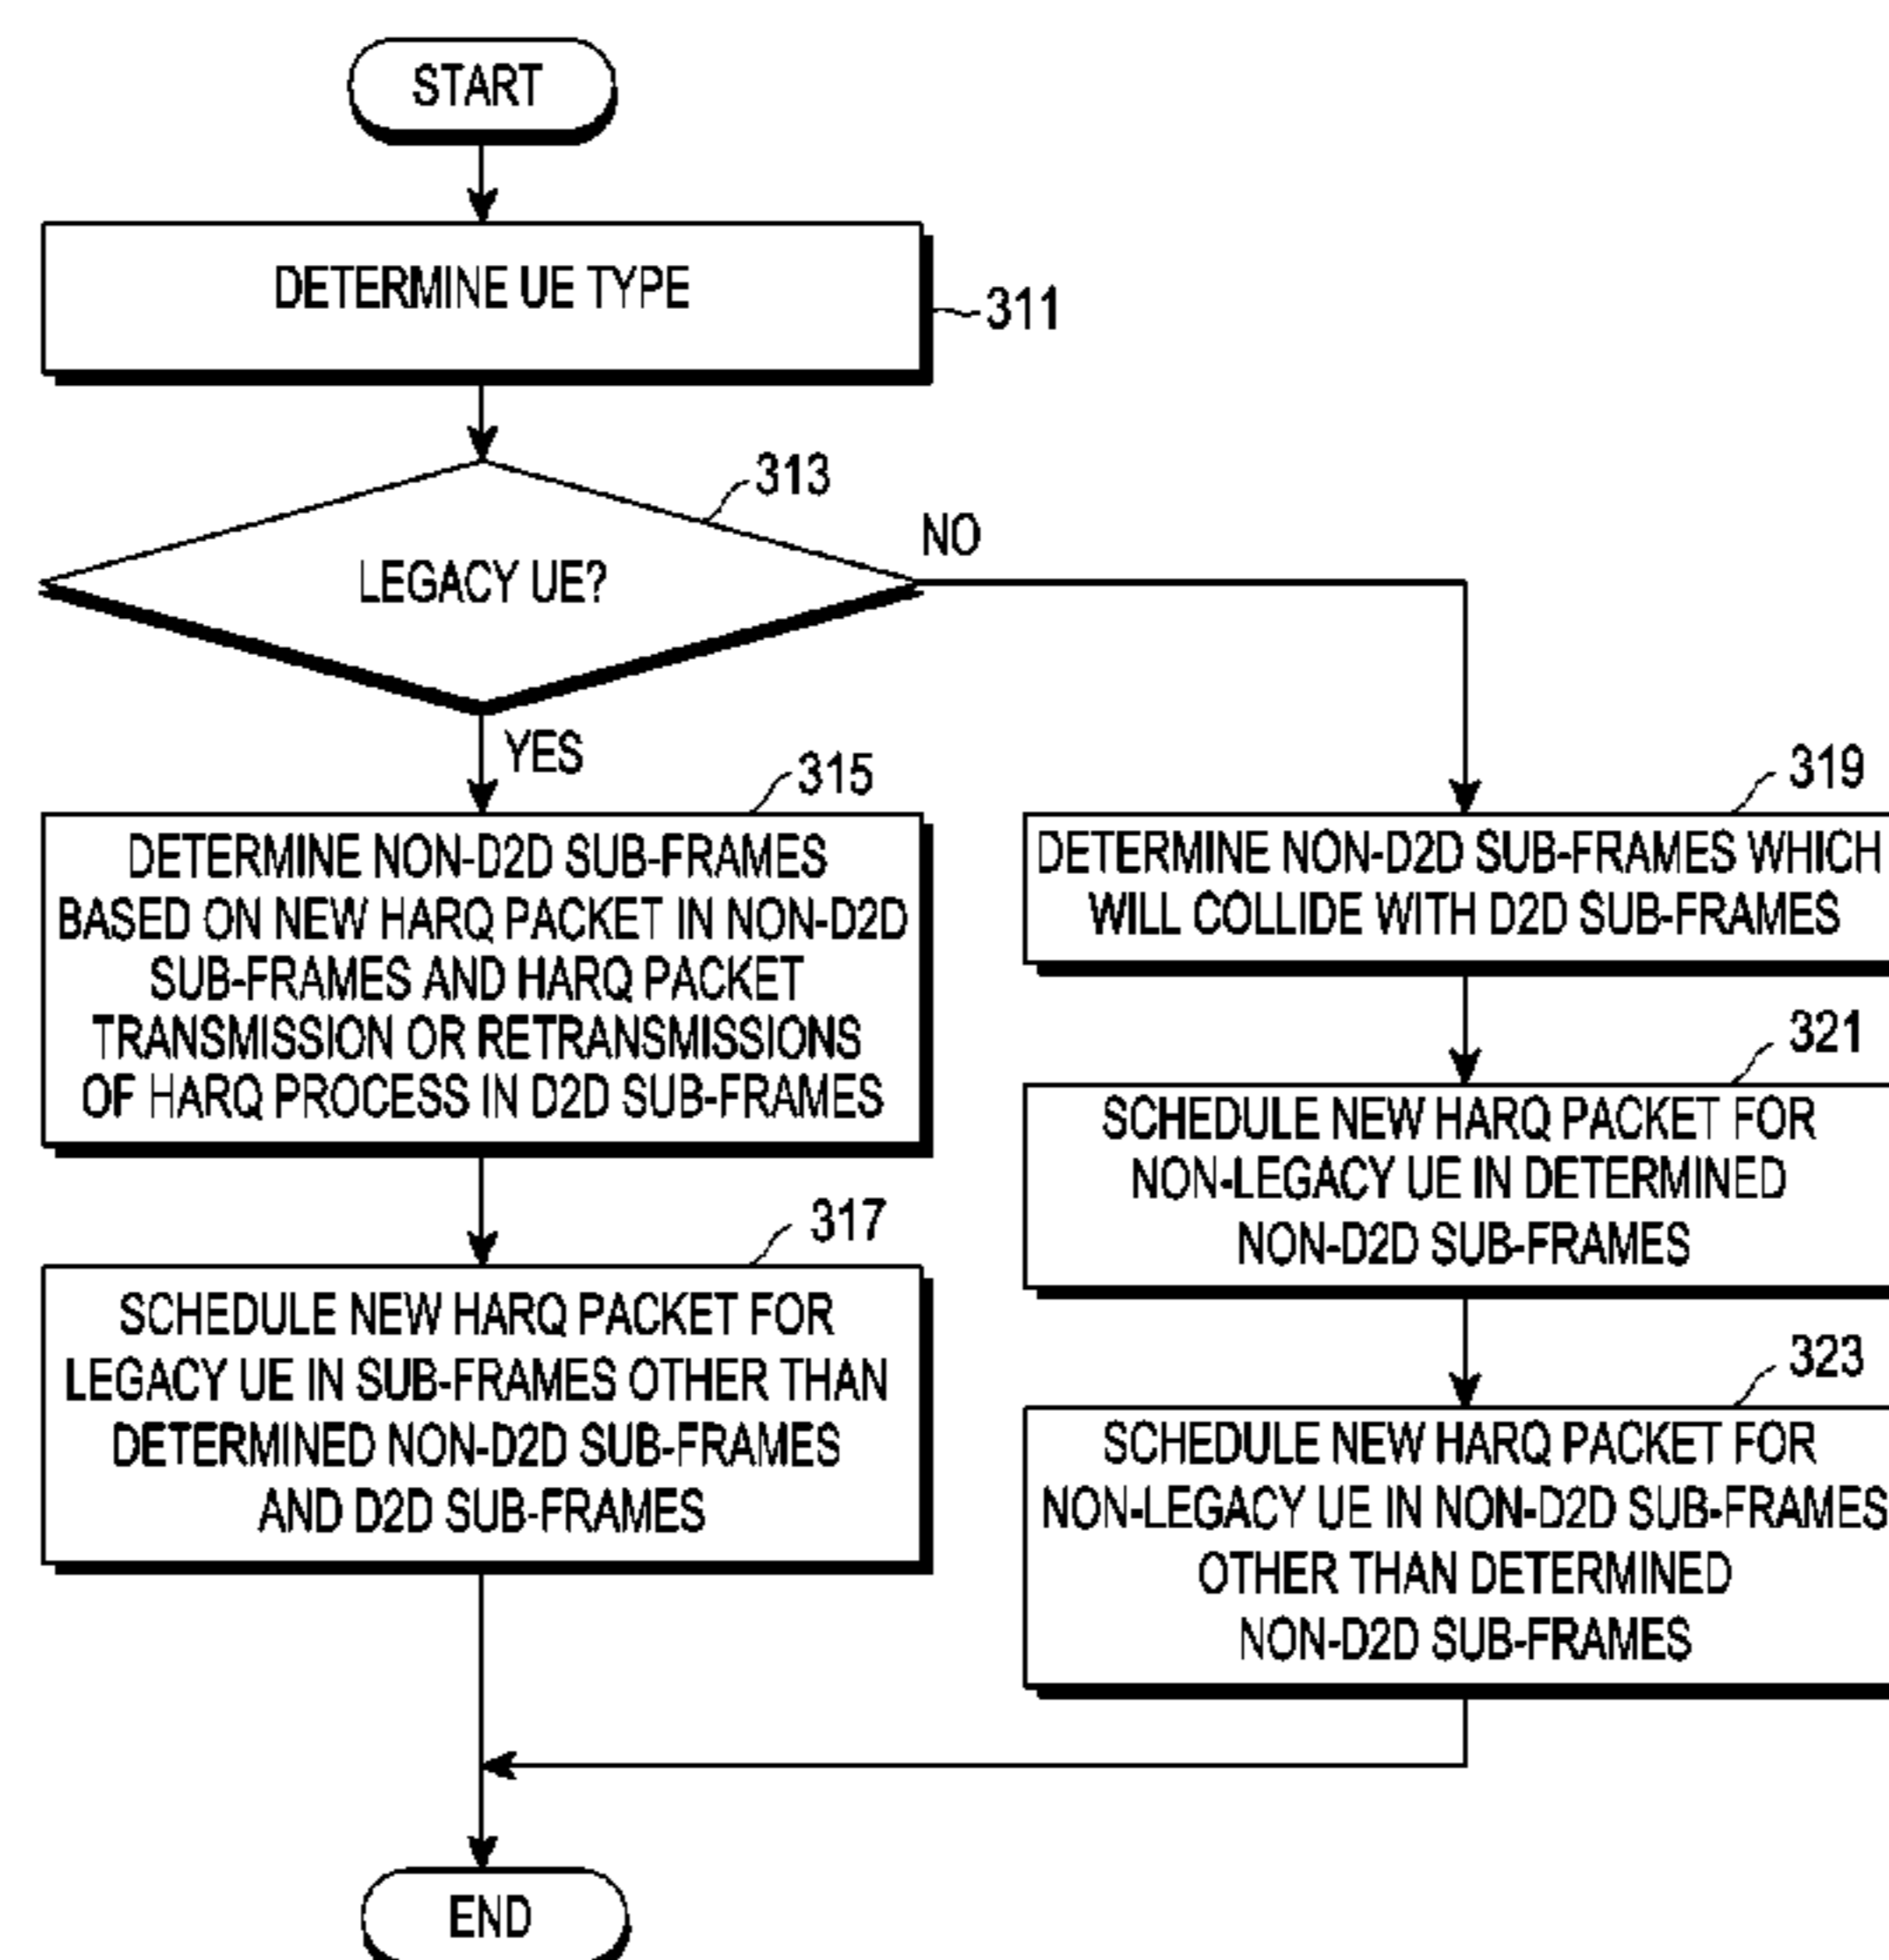 START
DETERMINE UE TYPE
311
313
LEGACY UE?
NO
YES
315
DETERMINE NON-D2D SUB-FRAMES
BASED ON NEW HARQ PACKET IN NON-D2D
SUB-FRAMES AND HARQ PACKET
TRANSMISSION OR RETRANSMISSIONS
OF HARQ PROCESS IN D2D SUB-FRAMES
317
SCHEDULE NEW HARQ PACKET FOR
LEGACY UE IN SUB-FRAMES OTHER THAN
DETERMINED NON-D2D SUB-FRAMES
AND D2D SUB-FRAMES
319
DETERMINE NON-D2D SUB-FRAMES WHICH
WILL COLLIDE WITH D2D SUB-FRAMES
321
SCHEDULE NEW HARQ PACKET FOR
NON-LEGACY UE IN DETERMINED
NON-D2D SUB-FRAMES
323
SCHEDULE NEW HARQ PACKET FOR
NON-LEGACY UE IN NON-D2D SUB-FRAMES
OTHER THAN DETERMINED
NON-D2D SUB-FRAMES
END